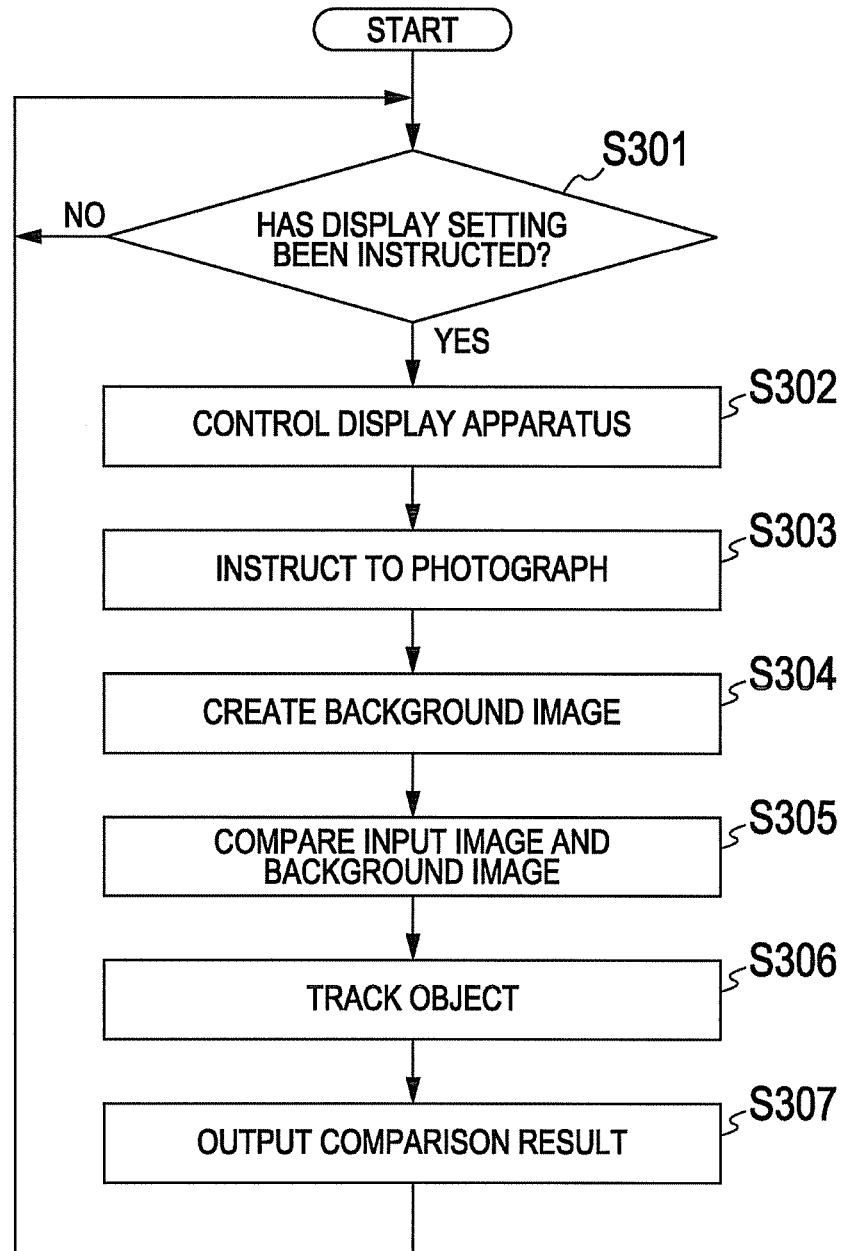 START
S301
HAS DISPLAY SETTING
BEEN INSTRUCTED?
NO
YES
S302
CONTROL DISPLAY APPARATUS
S303
INSTRUCT TO PHOTOGRAPH
S304
CREATE BACKGROUND IMAGE
S305
COMPARE INPUT IMAGE AND
BACKGROUND IMAGE
S306
TRACK OBJECT
S307
OUTPUT COMPARISON RESULT